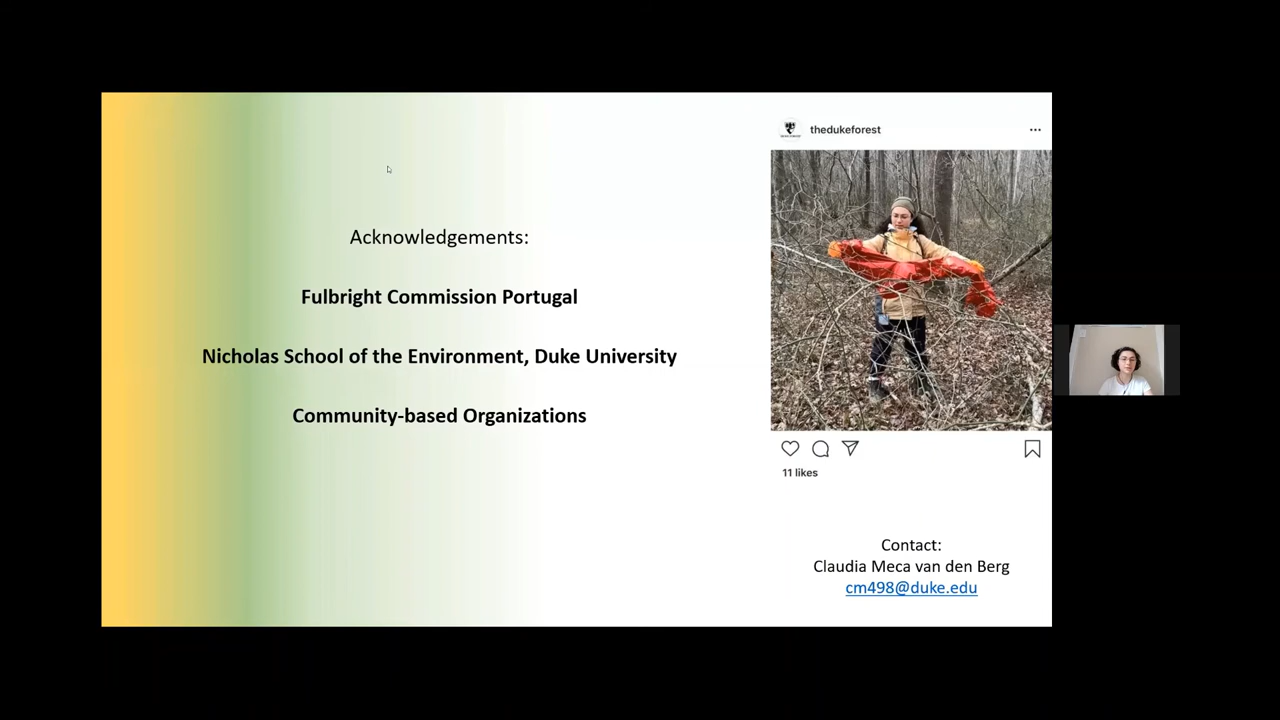 thedukeforest
Acknowledgements:
Fulbright Commission Portugal
Nicholas School of the Environment, Duke University
Community-based Organizations
11 likes
Contact:
Claudia Meca van den Berg
cm498@duke.edu